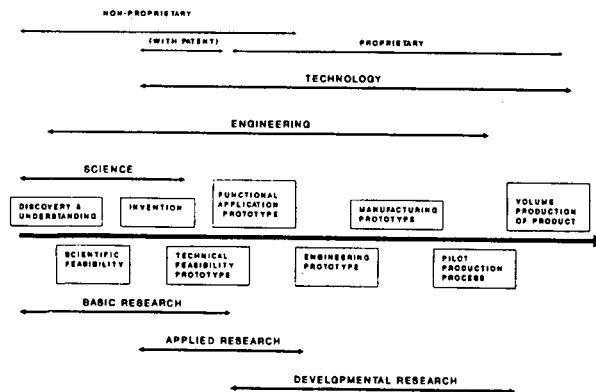 NON-PROPRIETARY
(WITH PATENT)
PROPRIETARY
TECHNOLOGY
ENGINEERING
SCIENCE
DISCOVERY &
UNDERSTANDING
INVENTION
FUNCTIONAL
APPLICATION
PROTOTYPE
MANUFACTURING
PROTOTYPE
VOLUME
PRODUCTION
OF PRODUCT
SCIENTIFIC
FEASIBILITY
TECHNICAL
FEASIBILITY
PROTOTYPE
ENGINEERING
PROTOTYPE
PILOT
PRODUCTION
PROCESS
BASIC RESEARCH
APPLIED RESEARCH
DEVELOPMENTAL RESEARCH